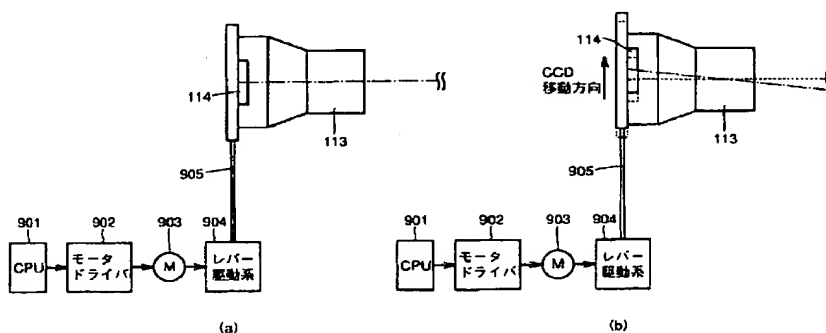 114
113
905
901
902
903
904
CPU
モータ
ドライバ
M
レバー
駆動系
(a)
114
CCD
移動方向
113
905
901
902
903
904
CPU
モータ
ドライバ
M
レバー
駆動系
(b)